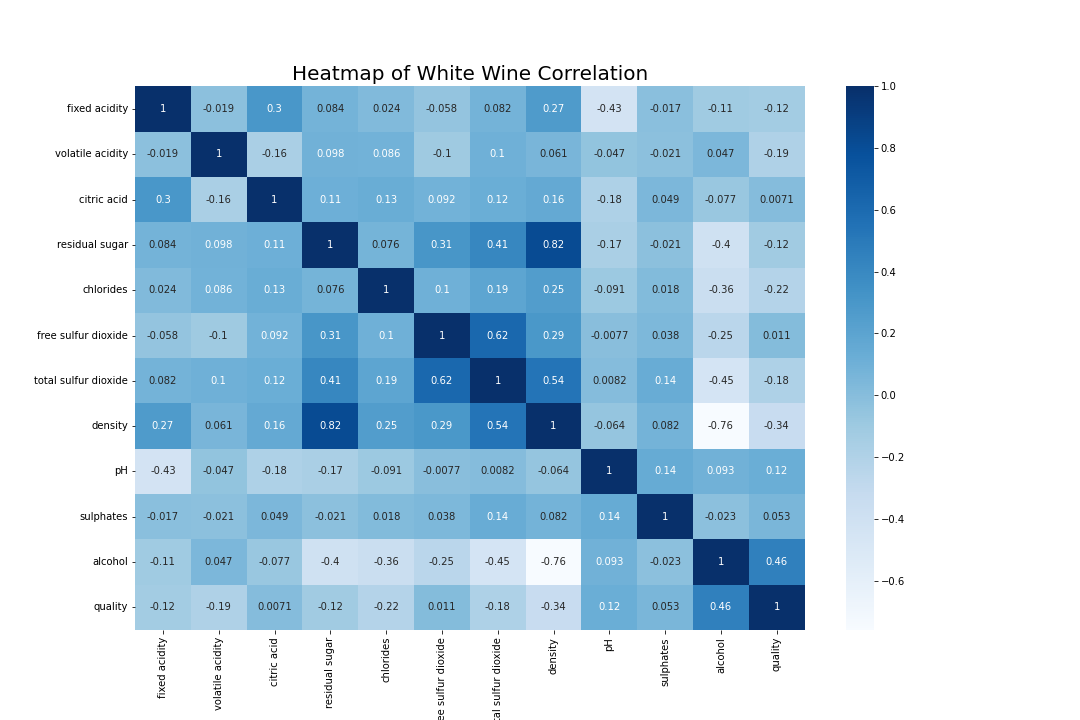 Heatmap of White Wine Correlation
fixed acidity 1 -0.019 0.3 0.084 0.024 -0.058 0.082 0.27 -0.43 -0.017 -0.11 -0.12
volatile acidity -0.019 1 -0.16 0.098 0.086 -0.1 0.1 0.061 -0.047 -0.021 0.047 -0.19
citric acid 0.3 -0.16 1 0.11 0.13 0.092 0.12 0.16 -0.18 0.049 -0.077 0.0071
residual sugar 0.084 0.098 0.11 1 0.076 0.31 0.41 0.82 -0.17 -0.021 -0.4 -0.12
chlorides 0.024 0.086 0.13 0.076 1 0.1 0.19 0.25 -0.091 0.018 -0.36 -0.22
free sulfur dioxide -0.058 -0.1 0.092 0.31 0.1 1 0.62 0.29 -0.0077 0.038 -0.25 0.011
total sulfur dioxide 0.082 0.1 0.12 0.41 0.19 0.62 1 0.54 0.0082 0.14 -0.45 -0.18
density 0.27 0.061 0.16 0.82 0.25 0.29 0.54 1 -0.064 0.082 -0.76 -0.34
pH -0.43 -0.047 -0.18 -0.17 -0.091 -0.0077 0.0082 -0.064 1 0.14 0.093 0.12
sulphates -0.017 -0.021 0.049 -0.021 0.018 0.038 0.14 0.082 0.14 1 -0.023 0.053
alcohol -0.11 0.047 -0.077 -0.4 -0.36 -0.25 -0.45 -0.76 0.093 -0.023 1 0.46
quality -0.12 -0.19 0.0071 -0.12 -0.22 0.011 -0.18 -0.34 0.12 0.053 0.46 1
fixed acidity
volatile acidity
citric acid
residual sugar
chlorides
ee sulfur dioxide
tal sulfur dioxide
density
pH
sulphates
alcohol
quality
1.0
0.8
0.6
0.4
0.2
0.0
−0.2
−0.4
−0.6